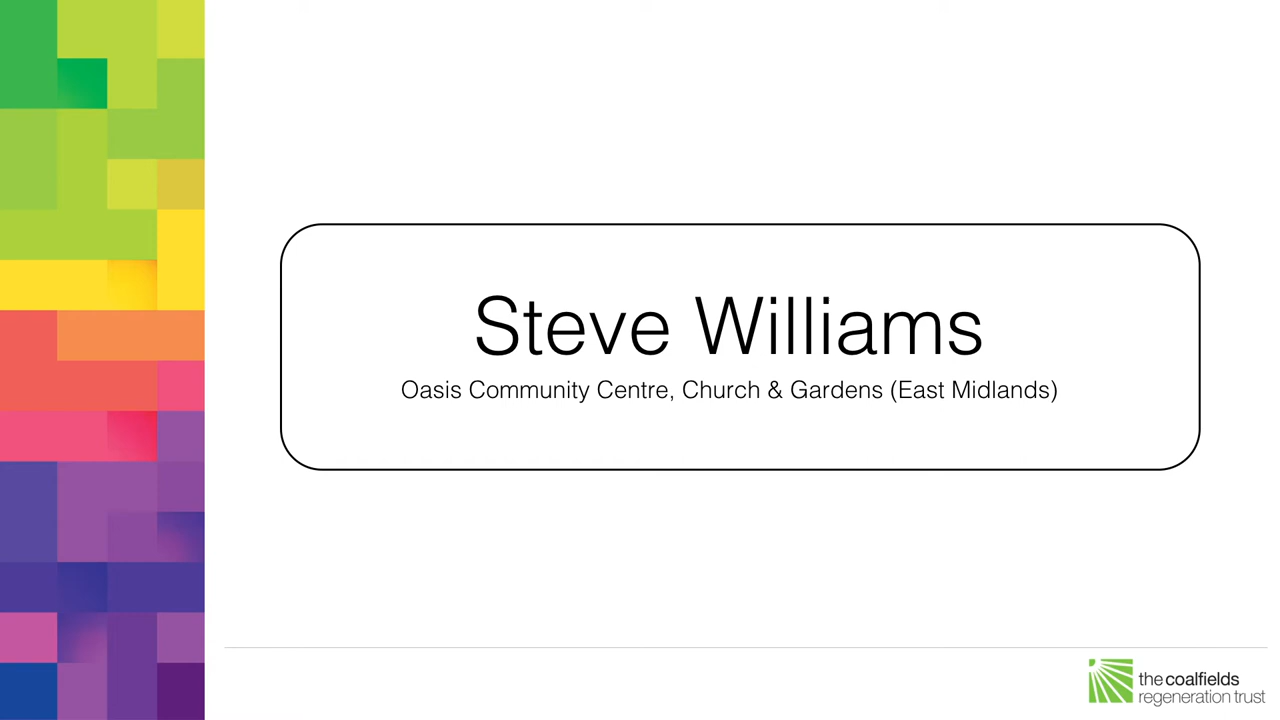 Steve Williams
Oasis Community Centre, Church & Gardens (East Midlands)
the coalfields
regeneration trust